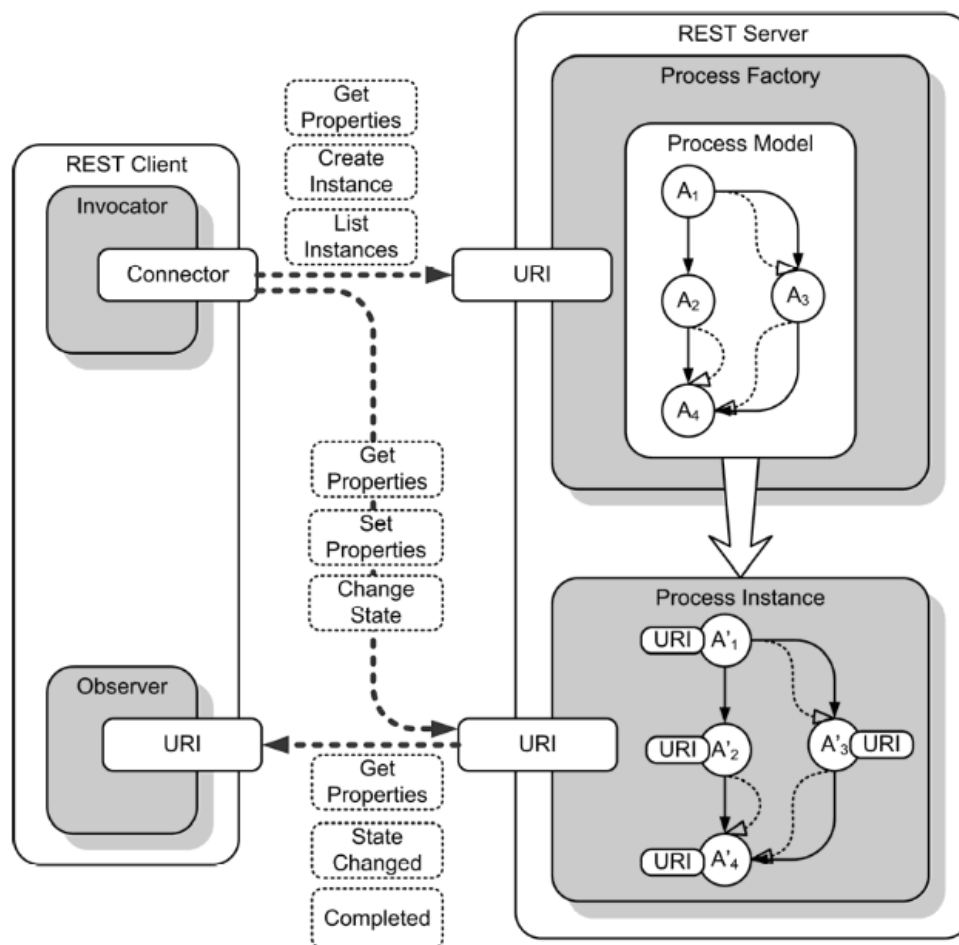 REST Server
Process Factory
Process Model
A1
A2
A3
A4
URI
Get
Properties
Create
Instance
List
Instances
REST Client
Invocator
Connector
Get
Properties
Set
Properties
Change
State
Observer
URI
URI
Get
Properties
State
Changed
Completed
Process Instance
URI
A'1
URI
A'2
A'3
URI
URI
A'4